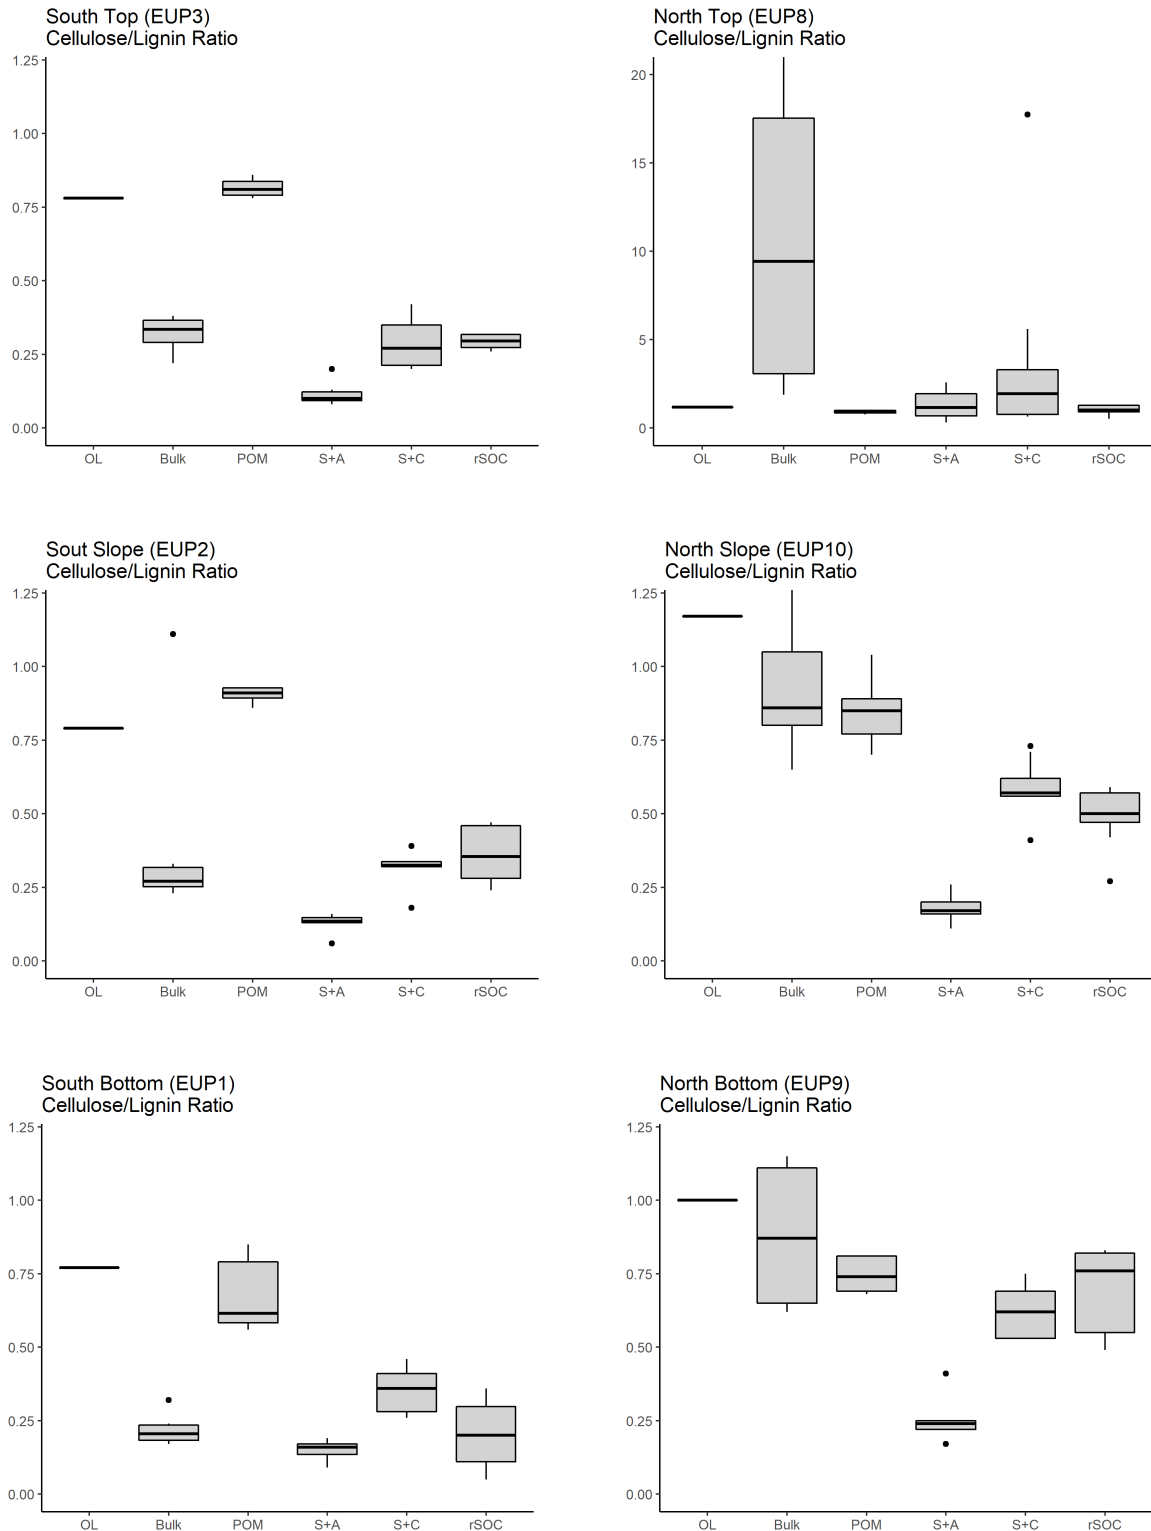 South Top (EUP3)
Cellulose/Lignin Ratio
1.25
1.00
0.75
0.50
0.25
0.00
OL Bulk POM S+A S+C rSOC
North Top (EUP8)
Cellulose/Lignin Ratio
20
15
10
5
0
OL Bulk POM S+A S+C rSOC
Sout Slope (EUP2)
Cellulose/Lignin Ratio
1.25
1.00
0.75
0.50
0.25
0.00
OL Bulk POM S+A S+C rSOC
North Slope (EUP10)
Cellulose/Lignin Ratio
1.25
1.00
0.75
0.50
0.25
0.00
OL Bulk POM S+A S+C rSOC
South Bottom (EUP1)
Cellulose/Lignin Ratio
1.25
1.00
0.75
0.50
0.25
0.00
OL Bulk POM S+A S+C rSOC
North Bottom (EUP9)
Cellulose/Lignin Ratio
1.25
1.00
0.75
0.50
0.25
0.00
OL Bulk POM S+A S+C rSOC